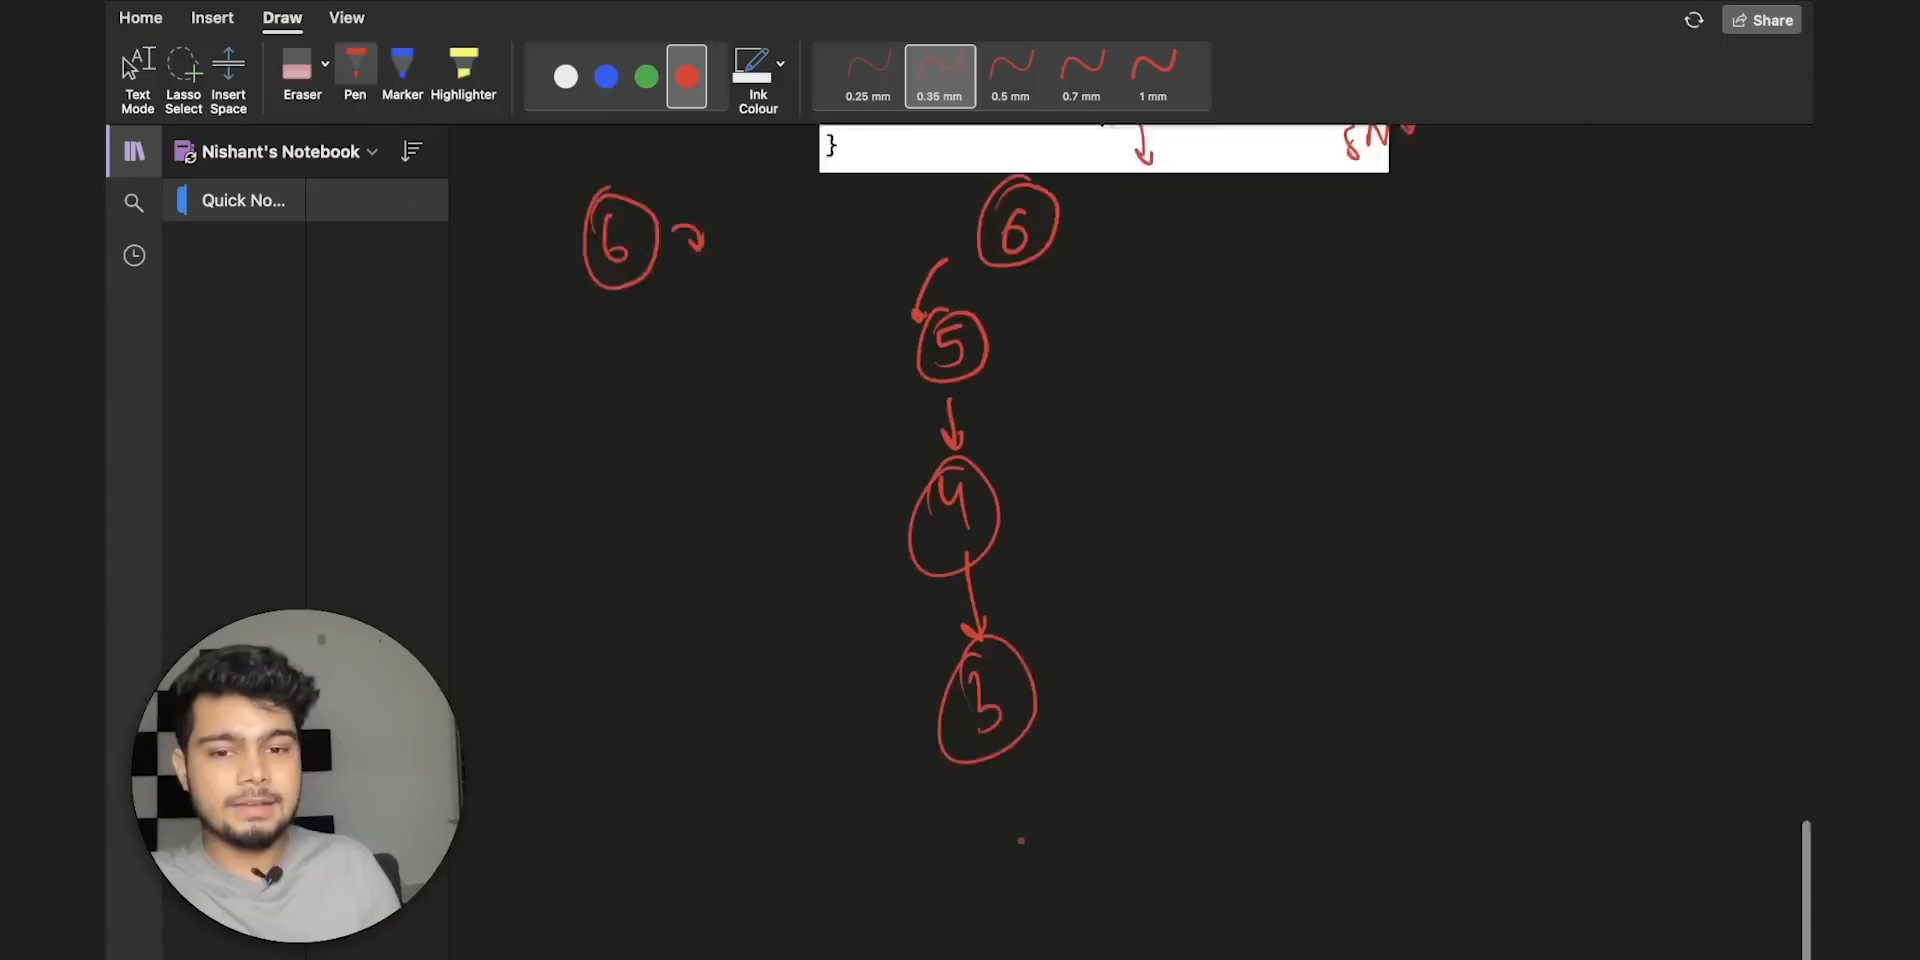 Home Insert Draw View
Share
Text Mode
Lasso Select
Insert Space
Eraser
Pen
Marker
Highlighter
Ink Colour
0.25 mm
0.35 mm
0.5 mm
0.7 mm
1 mm
Nishant's Notebook
Quick No...
}
6
6
5
4
3